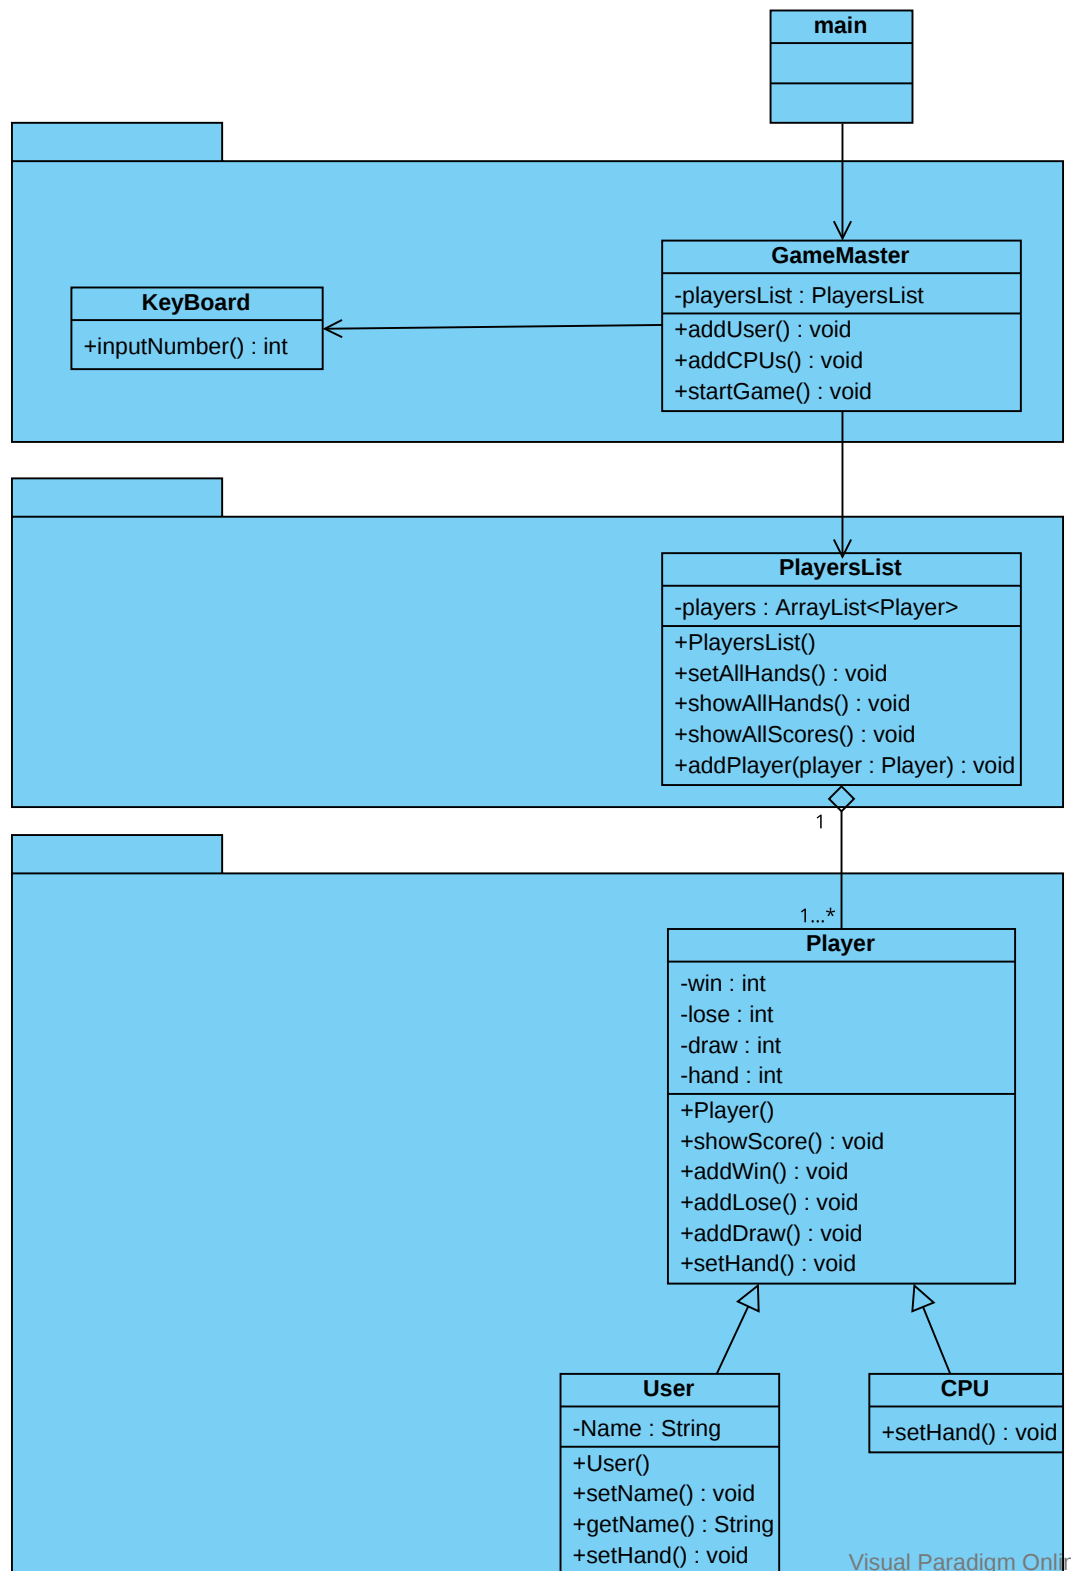 main
GameMaster
-playersList : PlayersList
+addUser() : void
+addCPUs() : void
+startGame() : void
KeyBoard
+inputNumber() : int
PlayersList
-players : ArrayList<Player>
+PlayersList()
+setAllHands() : void
+showAllHands() : void
+showAllScores() : void
+addPlayer(player : Player) : void
1
1...*
Player
-win : int
-lose : int
-draw : int
-hand : int
+Player()
+showScore() : void
+addWin() : void
+addLose() : void
+addDraw() : void
+setHand() : void
User
-Name : String
+User()
+setName() : void
+getName() : String
+setHand() : void
CPU
+setHand() : void
Visual Paradigm Onlin